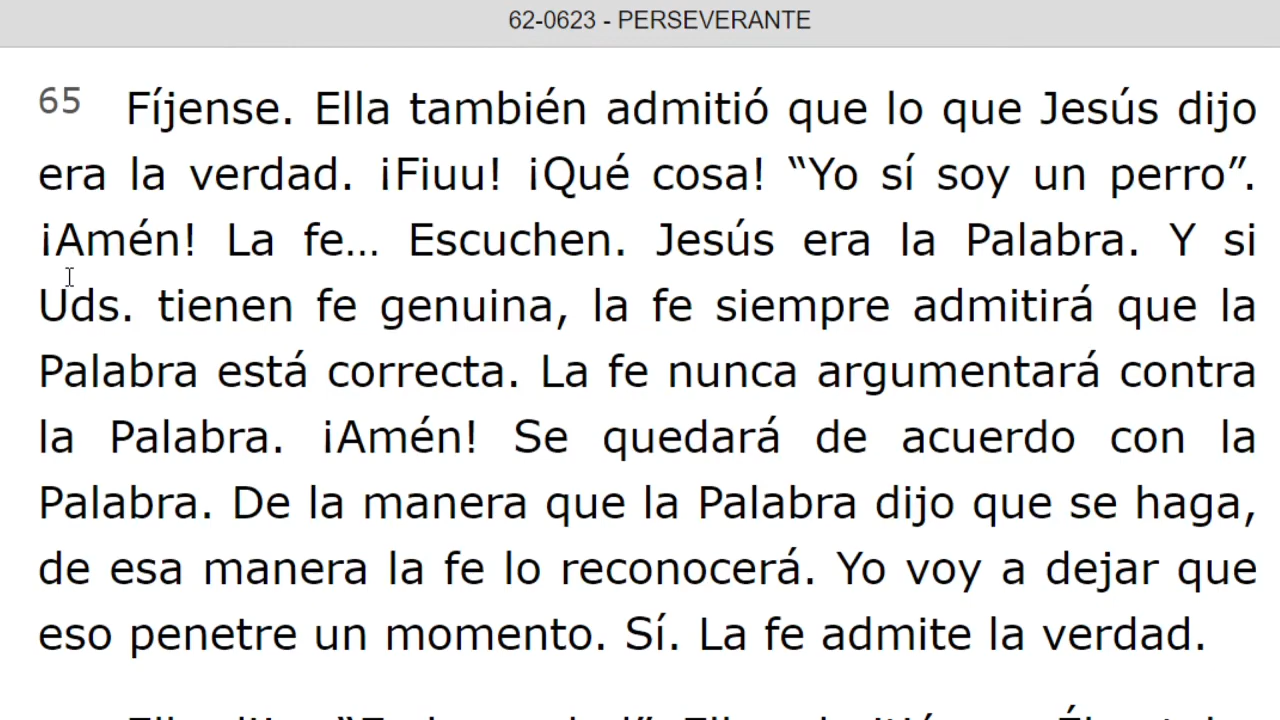 62-0623 - PERSEVERANTE
65 Fíjense. Ella también admitió que lo que Jesús dijo
era la verdad. ¡Fiuu! ¡Qué cosa! “Yo sí soy un perro”.
¡Amén! La fe… Escuchen. Jesús era la Palabra. Y si
Uds. tienen fe genuina, la fe siempre admitirá que la
Palabra está correcta. La fe nunca argumentará contra
la Palabra. ¡Amén! Se quedará de acuerdo con la
Palabra. De la manera que la Palabra dijo que se haga,
de esa manera la fe lo reconocerá. Yo voy a dejar que
eso penetre un momento. Sí. La fe admite la verdad.